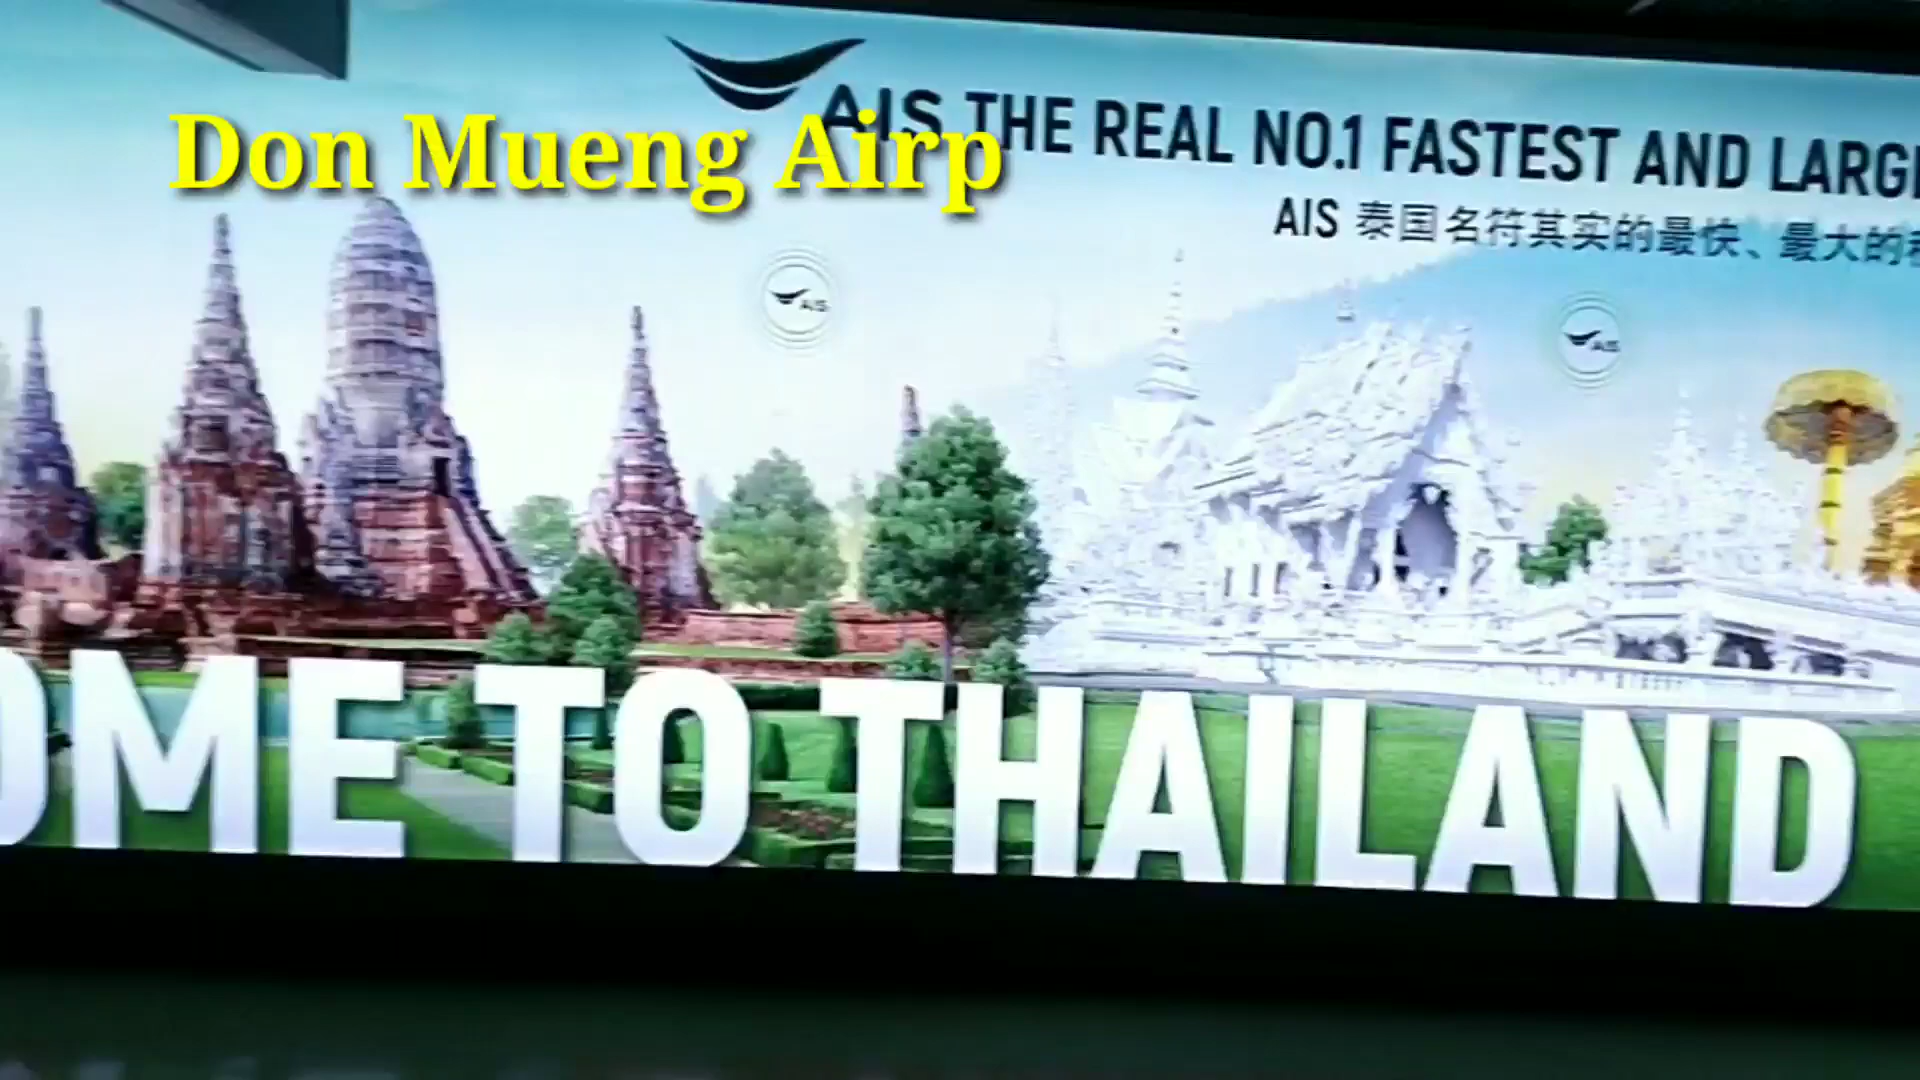 AIS THE REAL NO.1 FASTEST AND LARGE
Don Mueng Airp
AIS 泰国名符其实的最快、最大的
AIS
AIS
OME TO THAILAND